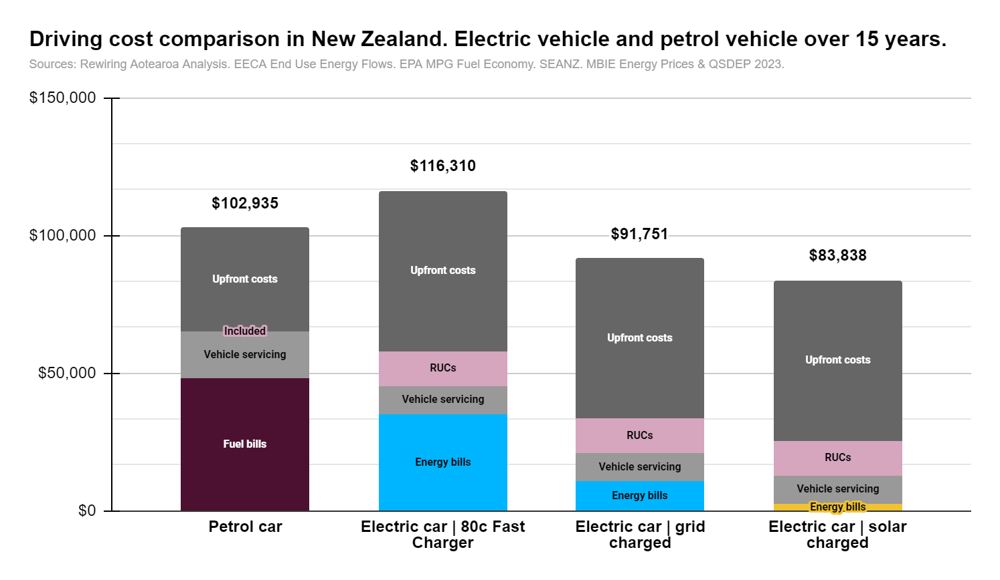 Driving cost comparison in New Zealand. Electric vehicle and petrol vehicle over 15 years.
Sources: Rewiring Aotearoa Analysis. EECA End Use Energy Flows. EPA MPG Fuel Economy. SEANZ. MBIE Energy Prices & QSDEP 2023.
$150,000
$100,000
$50,000
$0
$102,935
Upfront costs
Included
Vehicle servicing
Fuel bills
Petrol car
$116,310
Upfront costs
RUCs
Vehicle servicing
Energy bills
Electric car | 80c Fast
Charger
$91,751
Upfront costs
RUCs
Vehicle servicing
Energy bills
Electric car | grid
charged
$83,838
Upfront costs
RUCs
Vehicle servicing
Energy bills
Electric car | solar
charged